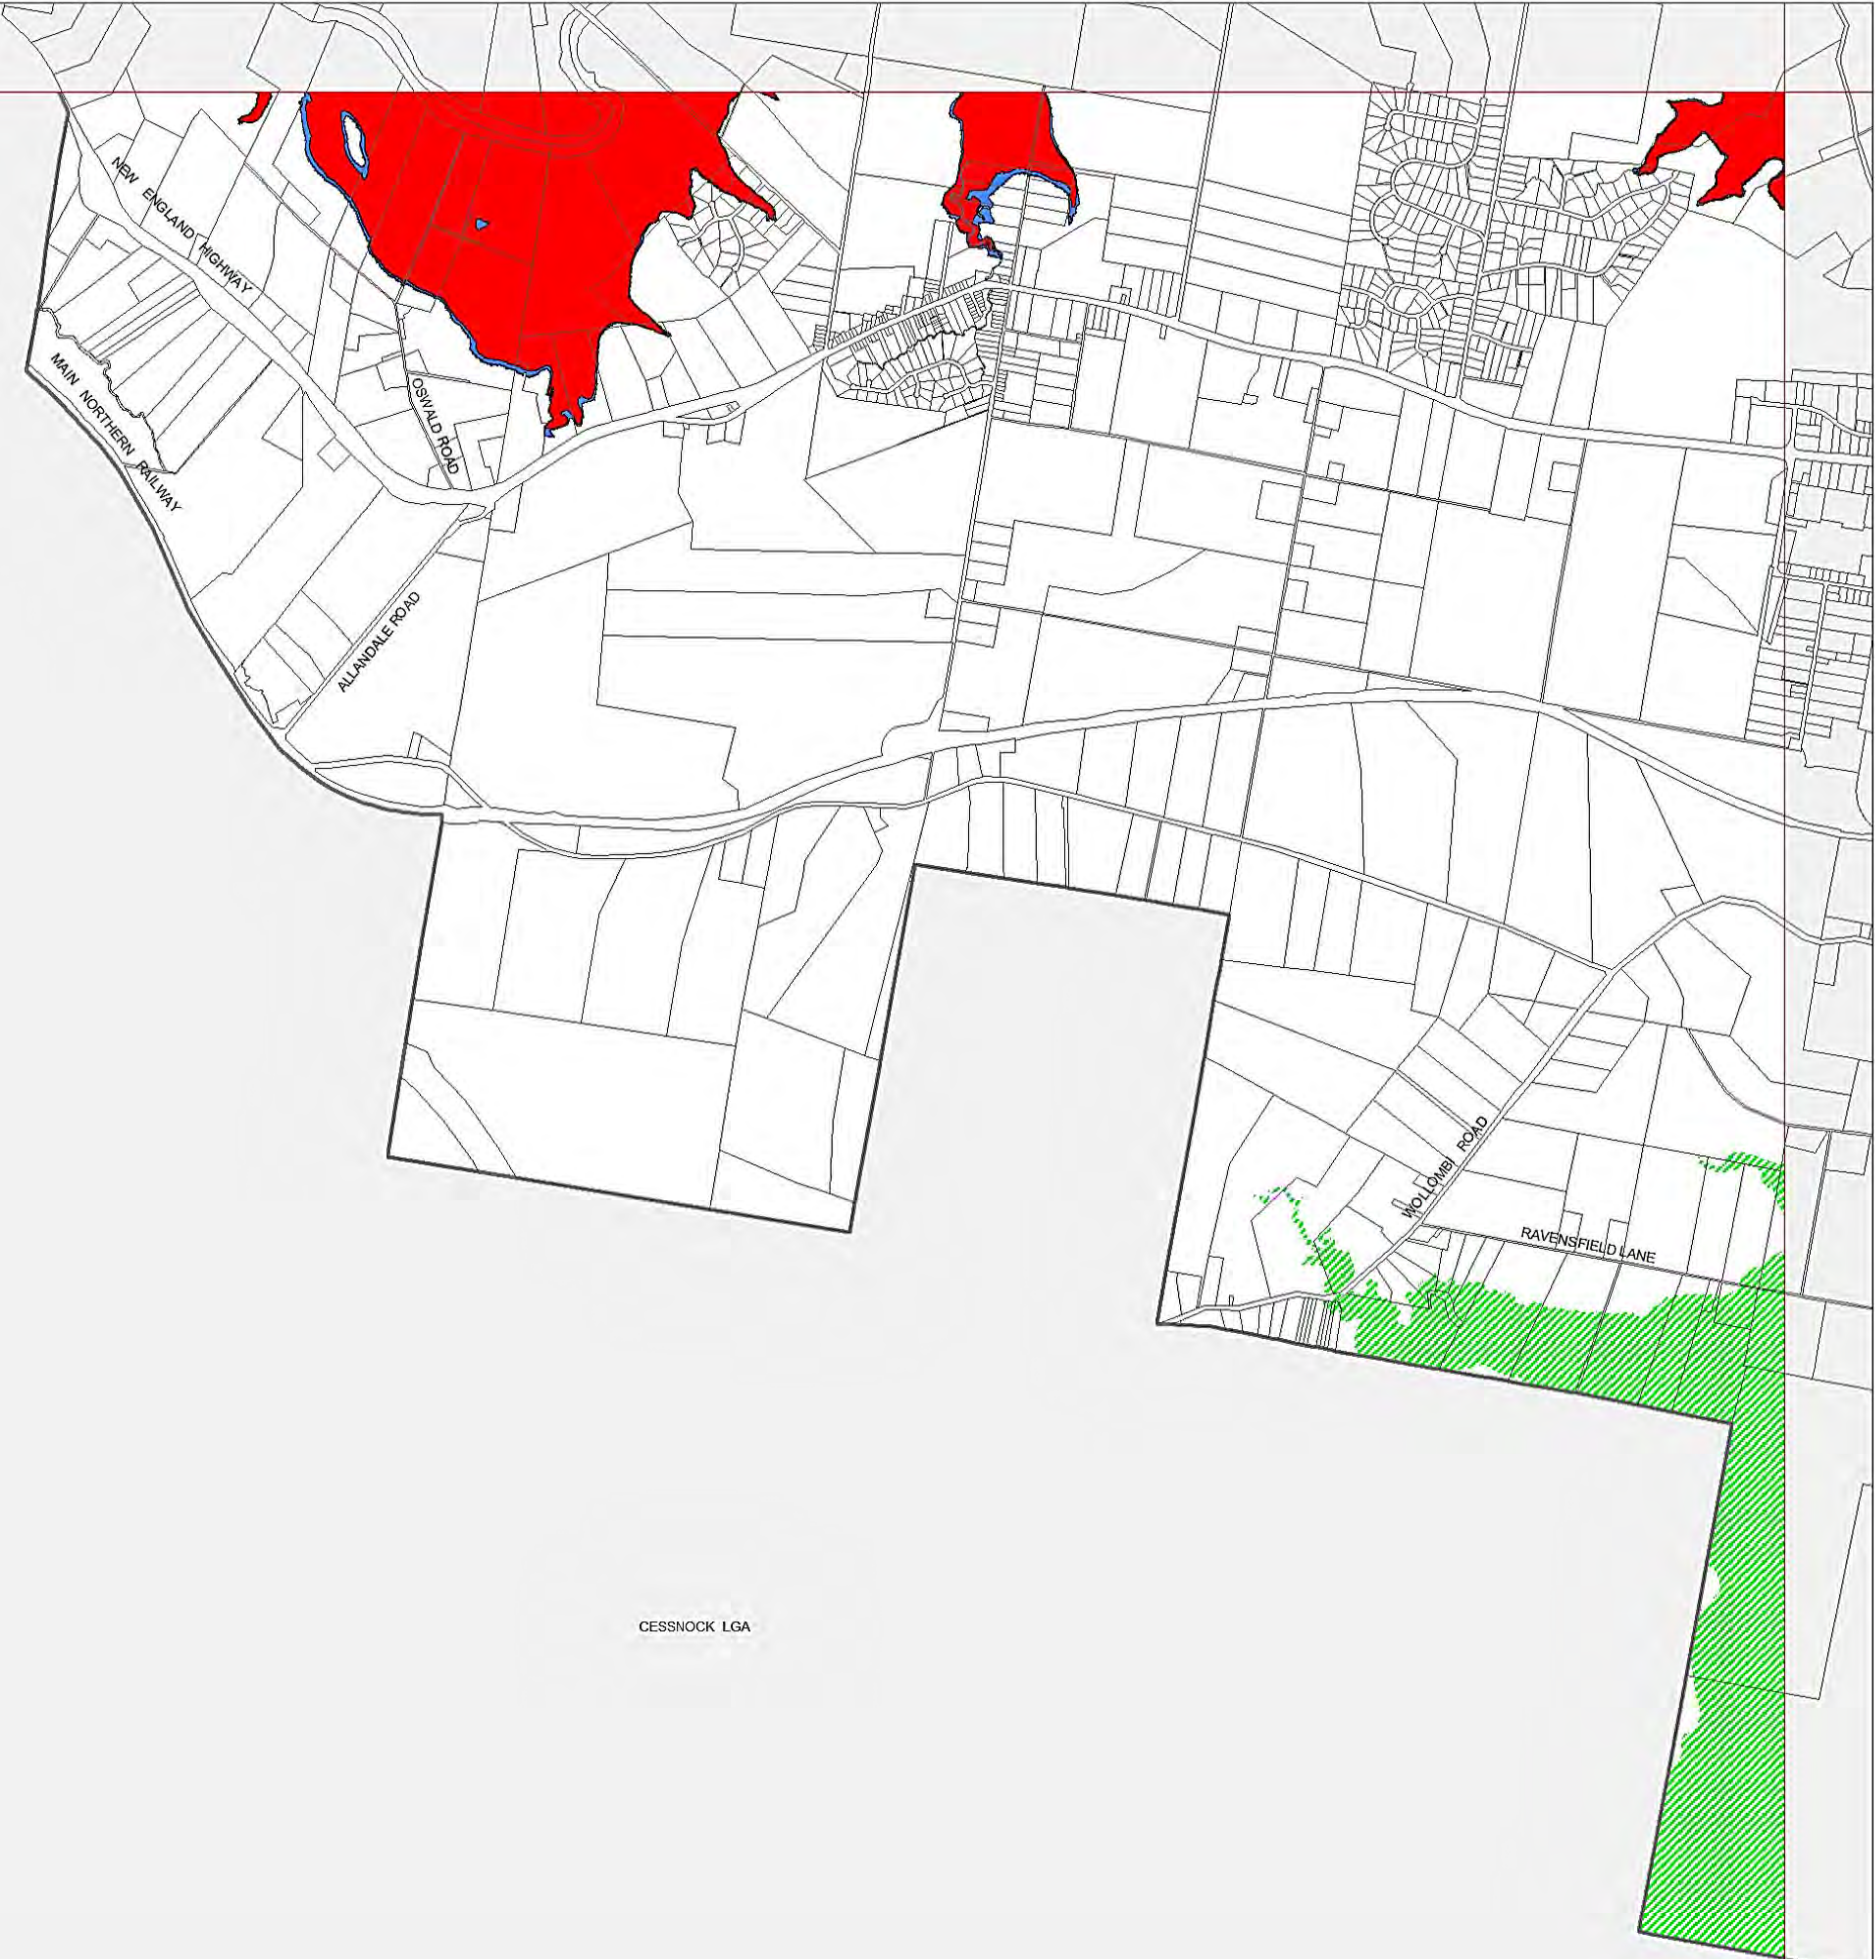 NEW ENGLAND HIGHWAY
MAIN NORTHERN RAILWAY
OSWALD ROAD
ALLANDALE ROAD
WOLLOMBI ROAD
RAVENSFIELD LANE
CESSNOCK LGA